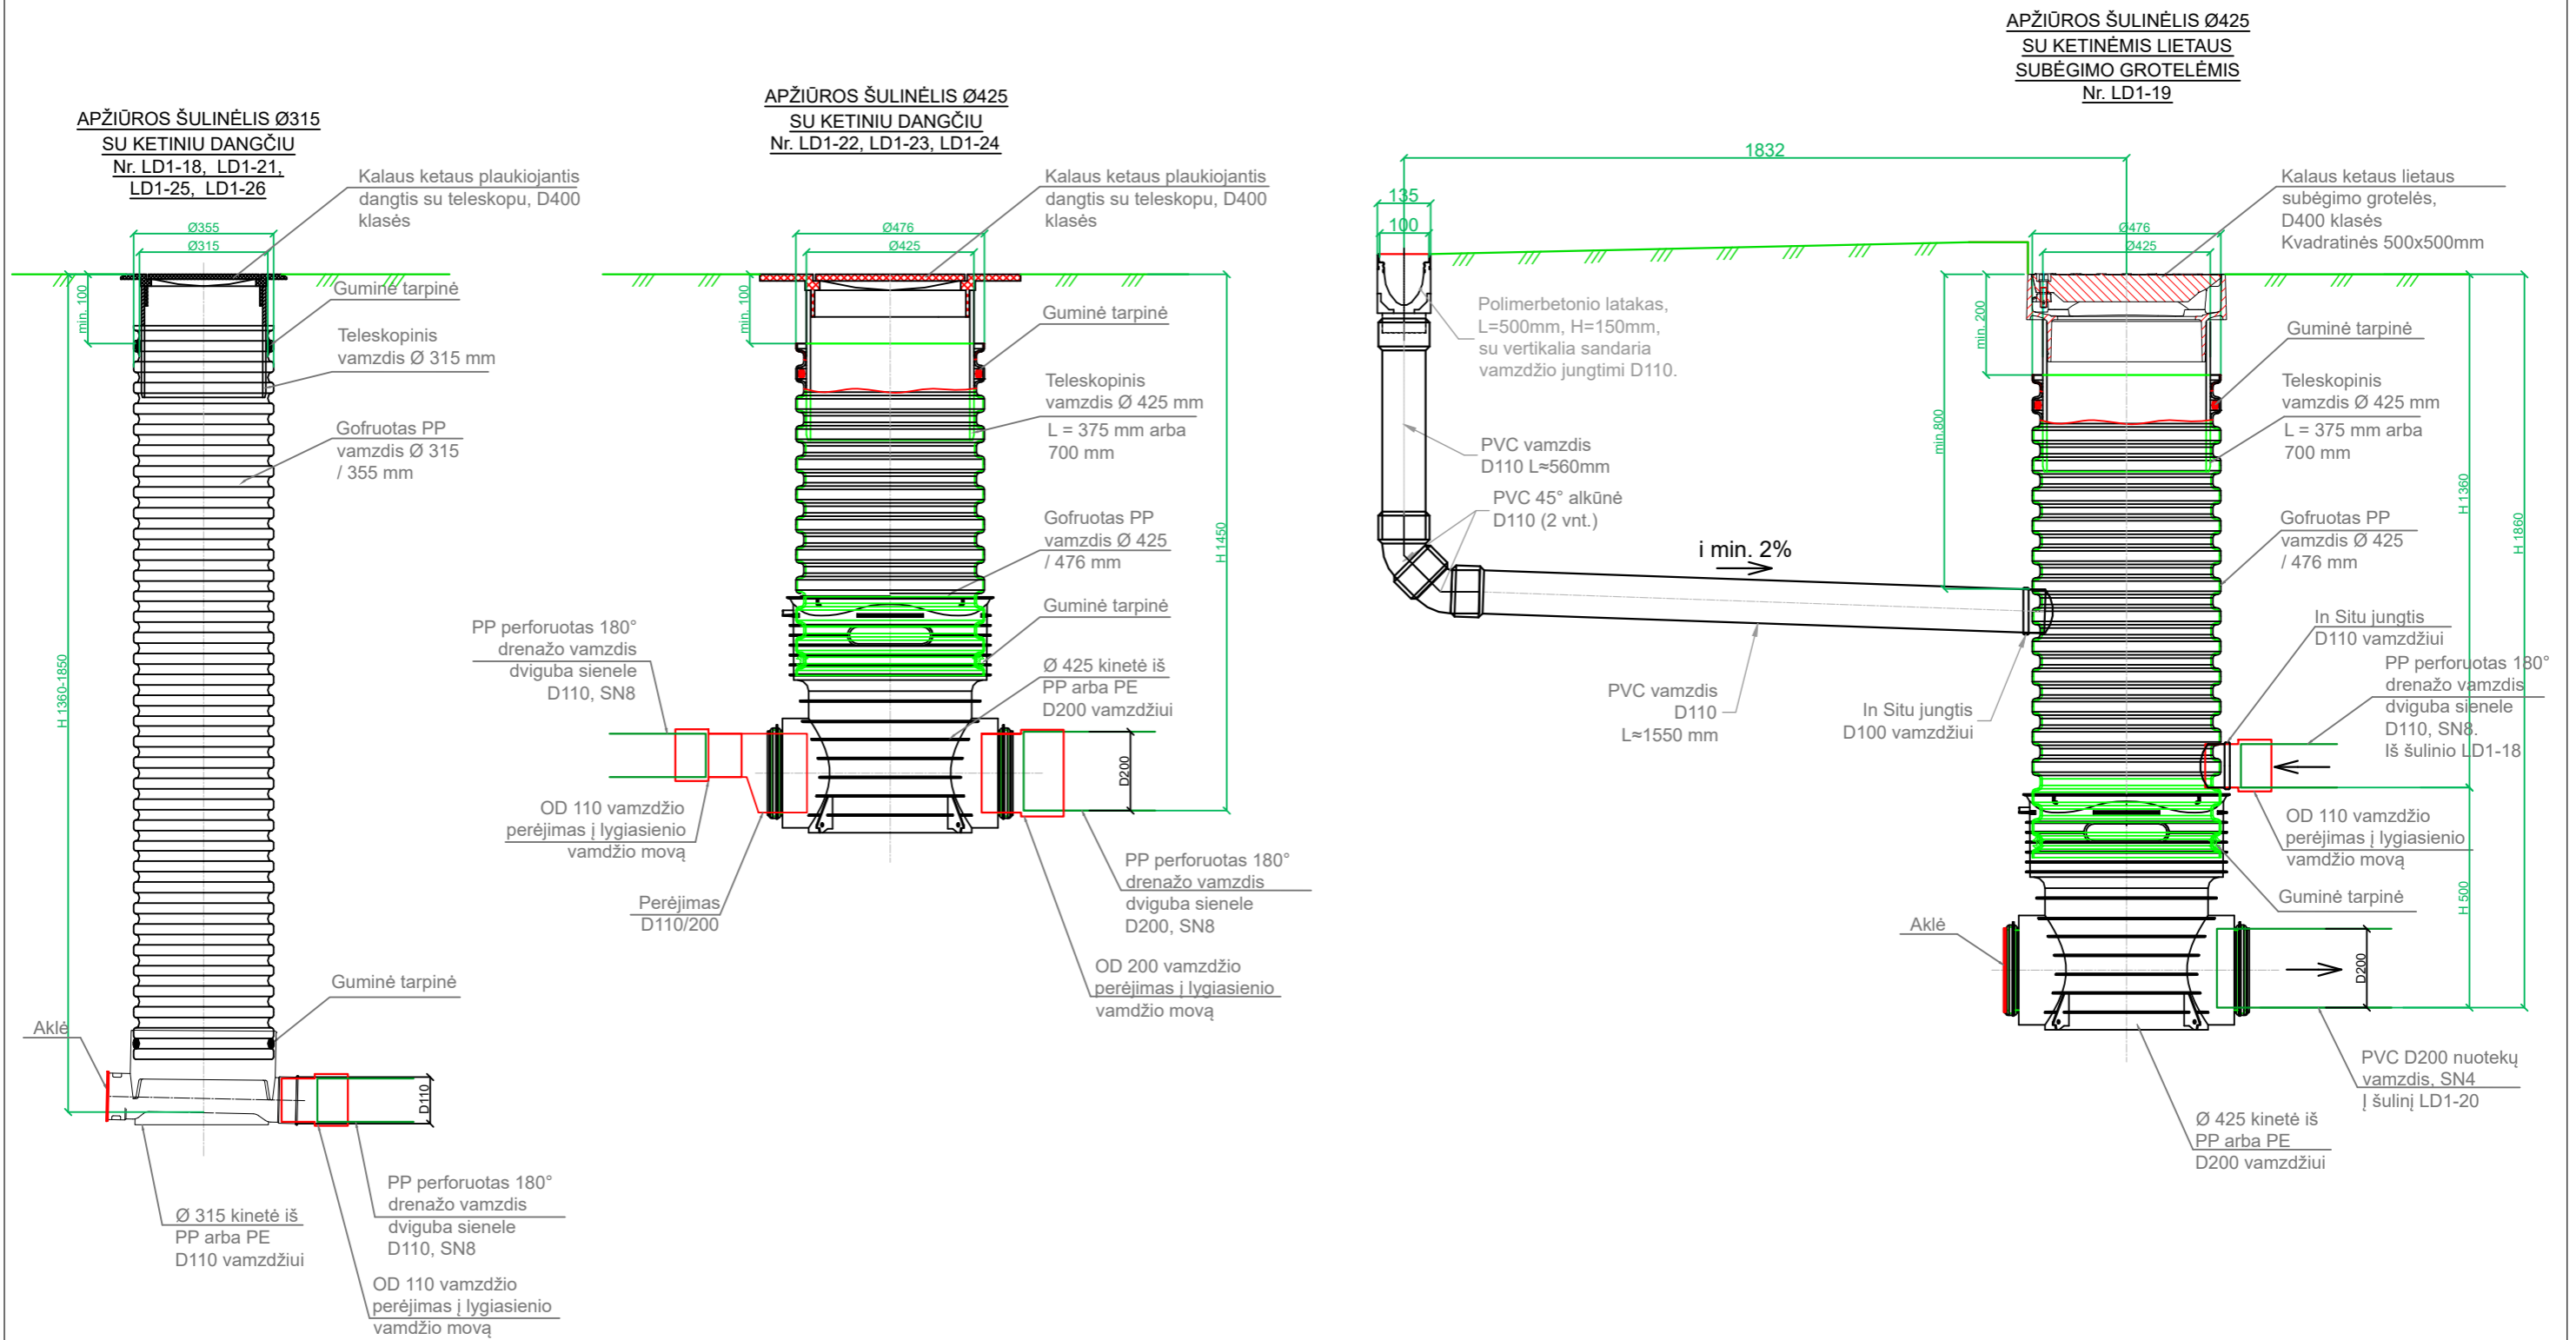 APŽIŪROS ŠULINĖLIS Ø315
SU KETINIU DANGČIU
Nr. LD1-18, LD1-21,
LD1-25, LD1-26
Kalaus ketaus plaukiojantis
dangtis su teleskopu, D400
klasės
Ø355
Ø315
min. 100
Guminė tarpinė
Teleskopinis
vamzdis Ø 315 mm
Gofruotas PP
vamzdis Ø 315
/ 355 mm
H 1360-1850
Guminė tarpinė
Aklė
D110
Ø 315 kinetė iš
PP arba PE
D110 vamzdžiui
PP perforuotas 180°
drenažo vamzdis
dviguba sienele
D110, SN8
OD 110 vamzdžio
perėjimas į lygiasienio
vamdžio movą
APŽIŪROS ŠULINĖLIS Ø425
SU KETINIU DANGČIU
Nr. LD1-22, LD1-23, LD1-24
Kalaus ketaus plaukiojantis
dangtis su teleskopu, D400
klasės
Ø476
Ø425
min. 100
Guminė tarpinė
Teleskopinis
vamzdis Ø 425 mm
L = 375 mm arba
700 mm
Gofruotas PP
vamzdis Ø 425
/ 476 mm
H 1450
Guminė tarpinė
PP perforuotas 180°
drenažo vamzdis
dviguba sienele
D110, SN8
Ø 425 kinetė iš
PP arba PE
D200 vamzdžiui
D200
OD 110 vamzdžio
perėjimas į lygiasienio
vamdžio movą
Perėjimas
D110/200
PP perforuotas 180°
drenažo vamzdis
dviguba sienele
D200, SN8
OD 200 vamzdžio
perėjimas į lygiasienio
vamdžio movą
APŽIŪROS ŠULINĖLIS Ø425
SU KETINĖMIS LIETAUS
SUBĖGIMO GROTELĖMIS
Nr. LD1-19
1832
135
100
Kalaus ketaus lietaus
subėgimo grotelės,
D400 klasės
Kvadratinės 500x500mm
Ø476
Ø425
min. 200
min.800
Polimerbetonio latakas,
L=500mm, H=150mm,
su vertikalia sandaria
vamzdžio jungtimi D110.
Guminė tarpinė
Teleskopinis
vamzdis Ø 425 mm
L = 375 mm arba
700 mm
H 1360
H 1860
PVC vamzdis
D110 L≈560mm
PVC 45° alkūnė
D110 (2 vnt.)
i min. 2%
Gofruotas PP
vamzdis Ø 425
/ 476 mm
In Situ jungtis
D110 vamzdžiui
PP perforuotas 180°
drenažo vamzdis
dviguba sienele
D110, SN8.
Iš šulinio LD1-18
PVC vamzdis
D110
L≈1550 mm
In Situ jungtis
D100 vamzdžiui
OD 110 vamzdžio
perėjimas į lygiasienio
vamdžio movą
Guminė tarpinė
H 500
Aklė
D200
PVC D200 nuotekų
vamzdis, SN4
Į šulinį LD1-20
Ø 425 kinetė iš
PP arba PE
D200 vamzdžiui